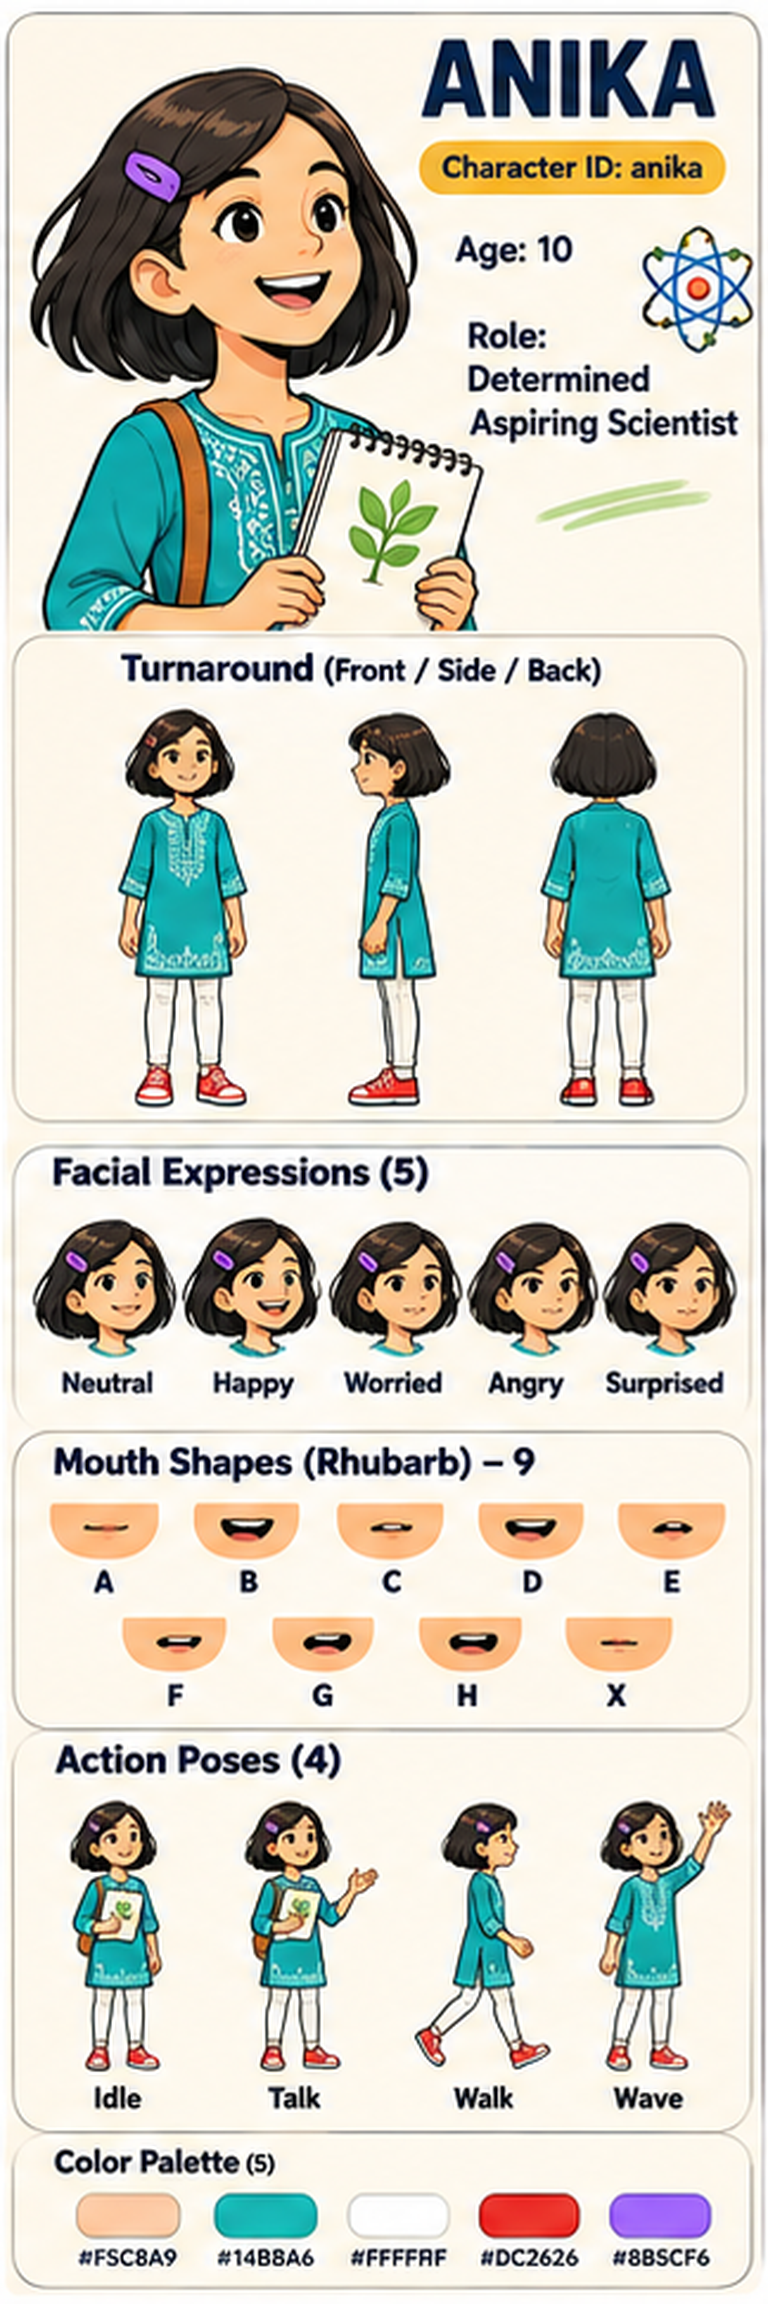 ANIKA
Character ID: anika
Age: 10
Role:
Determined
Aspiring Scientist
Turnaround (Front / Side / Back)
Facial Expressions (5)
Neutral Happy Worried Angry Surprised
Mouth Shapes (Rhubarb) – 9
A B C D E
F G H X
Action Poses (4)
Idle Talk Walk Wave
Color Palette (5)
#FSC8A9 #14B8A6 #FFFFFF #DC2626 #8BSCF6